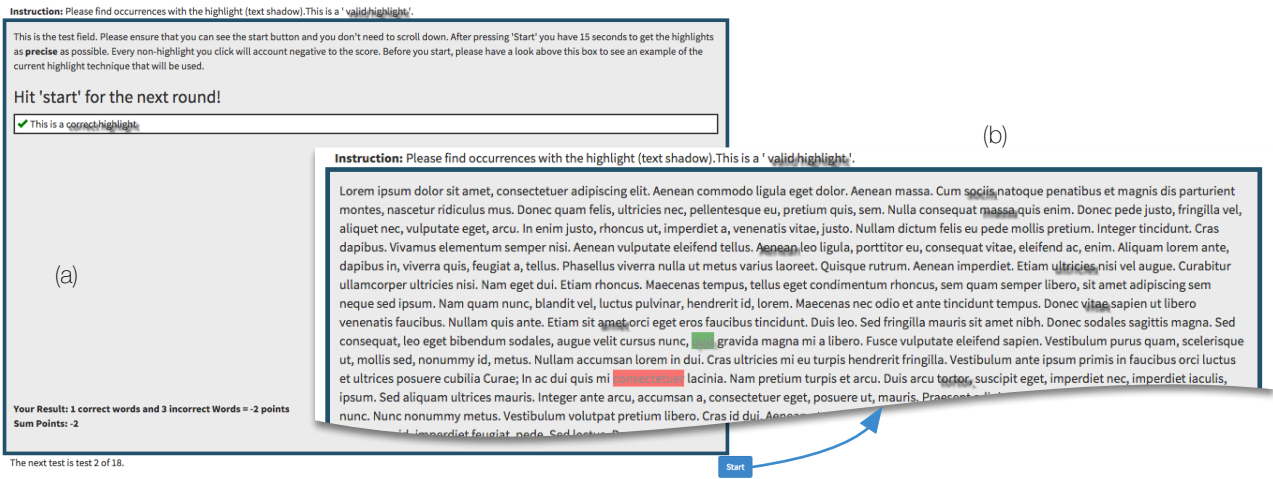 Instruction: Please find occurrences with the highlight (text shadow).This is a ' valid highlight '.
This is the test field. Please ensure that you can see the start button and you don't need to scroll down. After pressing 'Start' you have 15 seconds to get the highlights
as precise as possible. Every non-highlight you click will account negative to the score. Before you start, please have a look above this box to see an example of the
current highlight technique that will be used.
Hit 'start' for the next round!
✔ This is a correct highlight.
(a)
Your Result: 1 correct words and 3 incorrect Words = -2 points
Sum Points: -2
The next test is test 2 of 18.
Start
(b)
Instruction: Please find occurrences with the highlight (text shadow).This is a ' valid highlight '.
Lorem ipsum dolor sit amet, consectetuer adipiscing elit. Aenean commodo ligula eget dolor. Aenean massa. Cum sociis natoque penatibus et magnis dis parturient
montes, nascetur ridiculus mus. Donec quam felis, ultricies nec, pellentesque eu, pretium quis, sem. Nulla consequat massa quis enim. Donec pede justo, fringilla vel,
aliquet nec, vulputate eget, arcu. In enim justo, rhoncus ut, imperdiet a, venenatis vitae, justo. Nullam dictum felis eu pede mollis pretium. Integer tincidunt. Cras
dapibus. Vivamus elementum semper nisi. Aenean vulputate eleifend tellus. Aenean leo ligula, porttitor eu, consequat vitae, eleifend ac, enim. Aliquam lorem ante,
dapibus in, viverra quis, feugiat a, tellus. Phasellus viverra nulla ut metus varius laoreet. Quisque rutrum. Aenean imperdiet. Etiam ultricies nisi vel augue. Curabitur
ullamcorper ultricies nisi. Nam eget dui. Etiam rhoncus. Maecenas tempus, tellus eget condimentum rhoncus, sem quam semper libero, sit amet adipiscing sem
neque sed ipsum. Nam quam nunc, blandit vel, luctus pulvinar, hendrerit id, lorem. Maecenas nec odio et ante tincidunt tempus. Donec vitae sapien ut libero
venenatis faucibus. Nullam quis ante. Etiam sit amet orci eget eros faucibus tincidunt. Duis leo. Sed fringilla mauris sit amet nibh. Donec sodales sagittis magna. Sed
consequat, leo eget bibendum sodales, augue velit cursus nunc, quis gravida magna mi a libero. Fusce vulputate eleifend sapien. Vestibulum purus quam, scelerisque
ut, mollis sed, nonummy id, metus. Nullam accumsan lorem in dui. Cras ultricies mi eu turpis hendrerit fringilla. Vestibulum ante ipsum primis in faucibus orci luctus
et ultrices posuere cubilia Curae; In ac dui quis mi consectetuer lacinia. Nam pretium turpis et arcu. Duis arcu tortor, suscipit eget, imperdiet nec, imperdiet iaculis,
ipsum. Sed aliquam ultrices mauris. Integer ante arcu, accumsan a, consectetuer eget, posuere ut, mauris. Praesent
nunc. Nunc nonummy metus. Vestibulum volutpat pretium libero. Cras id dui. Aenean
imperdiet feugiat, pede. Sed lectus.